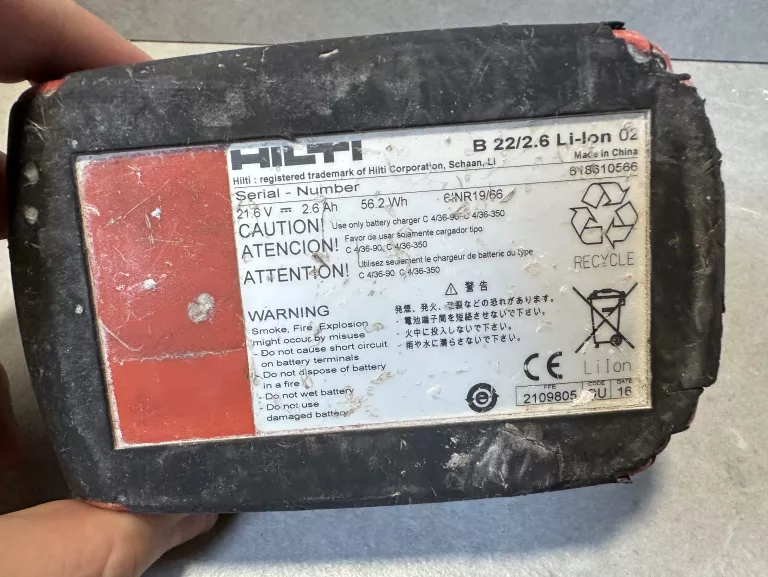 HILTI
B 22/2.6 Li-Ion 02
Hilti : registered trademark of Hilti Corporation, Schaan, Li
Made in China
Serial - Number
618610566
21.6 V 2.6 Ah 56.2 Wh 6INR19/66
CAUTION! Use only battery charger C 4/36-90, C 4/36-350
ATENCION! Favor de usar solamente cargador tipo
C 4/36-90, C 4/36-350
ATTENTION! Utilisez seulement le chargeur de batterie du type
C 4/36-90, C 4/36-350
RECYCLE
WARNING
Smoke, Fire, Explosion
might occur by misuse
- Do not cause short circuit
on battery terminals
- Do not dispose of battery
in a fire
- Do not wet battery
- Do not use
damaged battery
⚠ 警告
発煙、発火、破裂などの恐れがあります。
・電池端子間を短絡させないで下さい。
・火中に投入しないで下さい。
・雨や水に濡らさないで下さい。
CE
LiIon
PPE CODE DATE
2109805 16